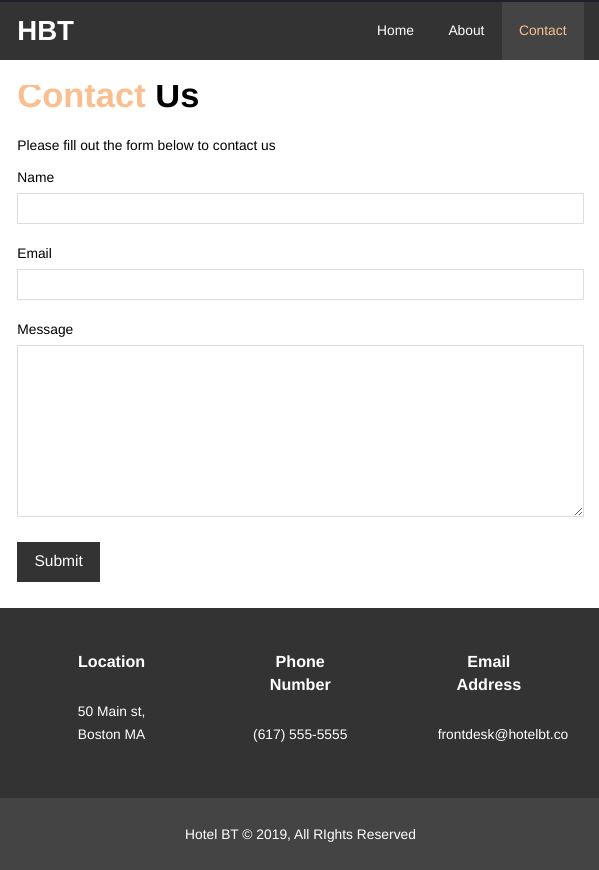 HBT
Home About Contact
Contact Us
Please fill out the form below to contact us
Name
Email
Message
Submit
Location
50 Main st,
Boston MA
Phone
Number
(617) 555-5555
Email
Address
frontdesk@hotelbt.co
Hotel BT © 2019, All RIghts Reserved